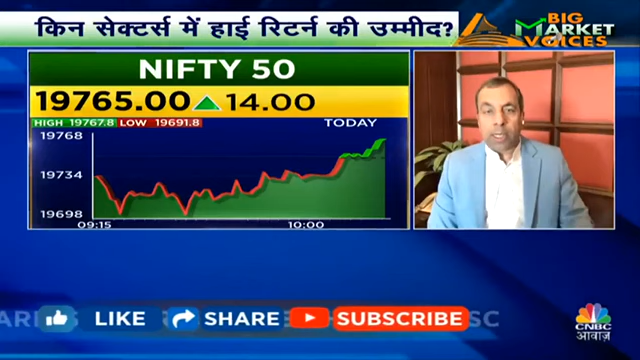 किन सेक्टर्स में हाई रिटर्न की उम्मीद?
BIG
MARKET
VOICES
NIFTY 50
19765.00 14.00
HIGH 19767.8 LOW 19691.8 TODAY
19768
19734
19698
09:15 10:00
LIKE SHARE SUBSCRIBE
CNBC
आवाज़